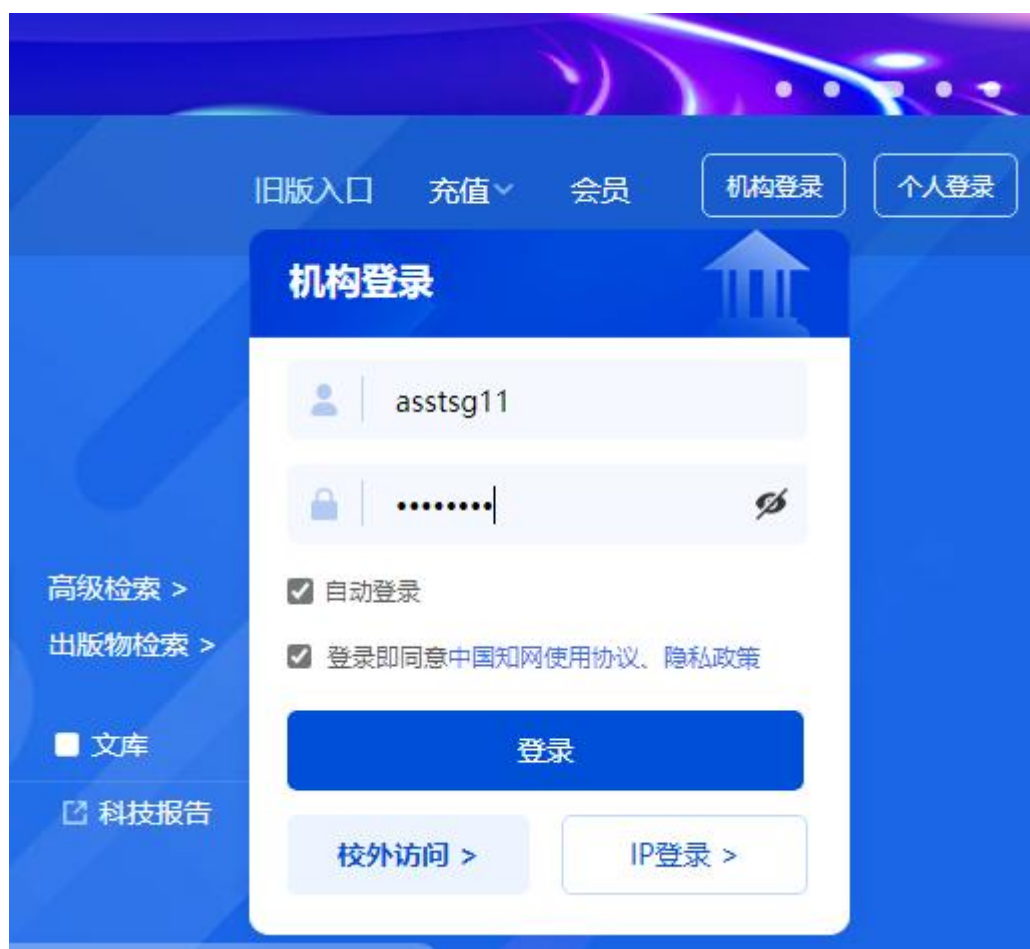 旧版入口 充值 会员 机构登录 个人登录
机构登录
asstsg11
••••••••
自动登录
登录即同意中国知网使用协议、隐私政策
登录
校外访问 > IP登录 >
高级检索 >
出版物检索 >
文库
科技报告